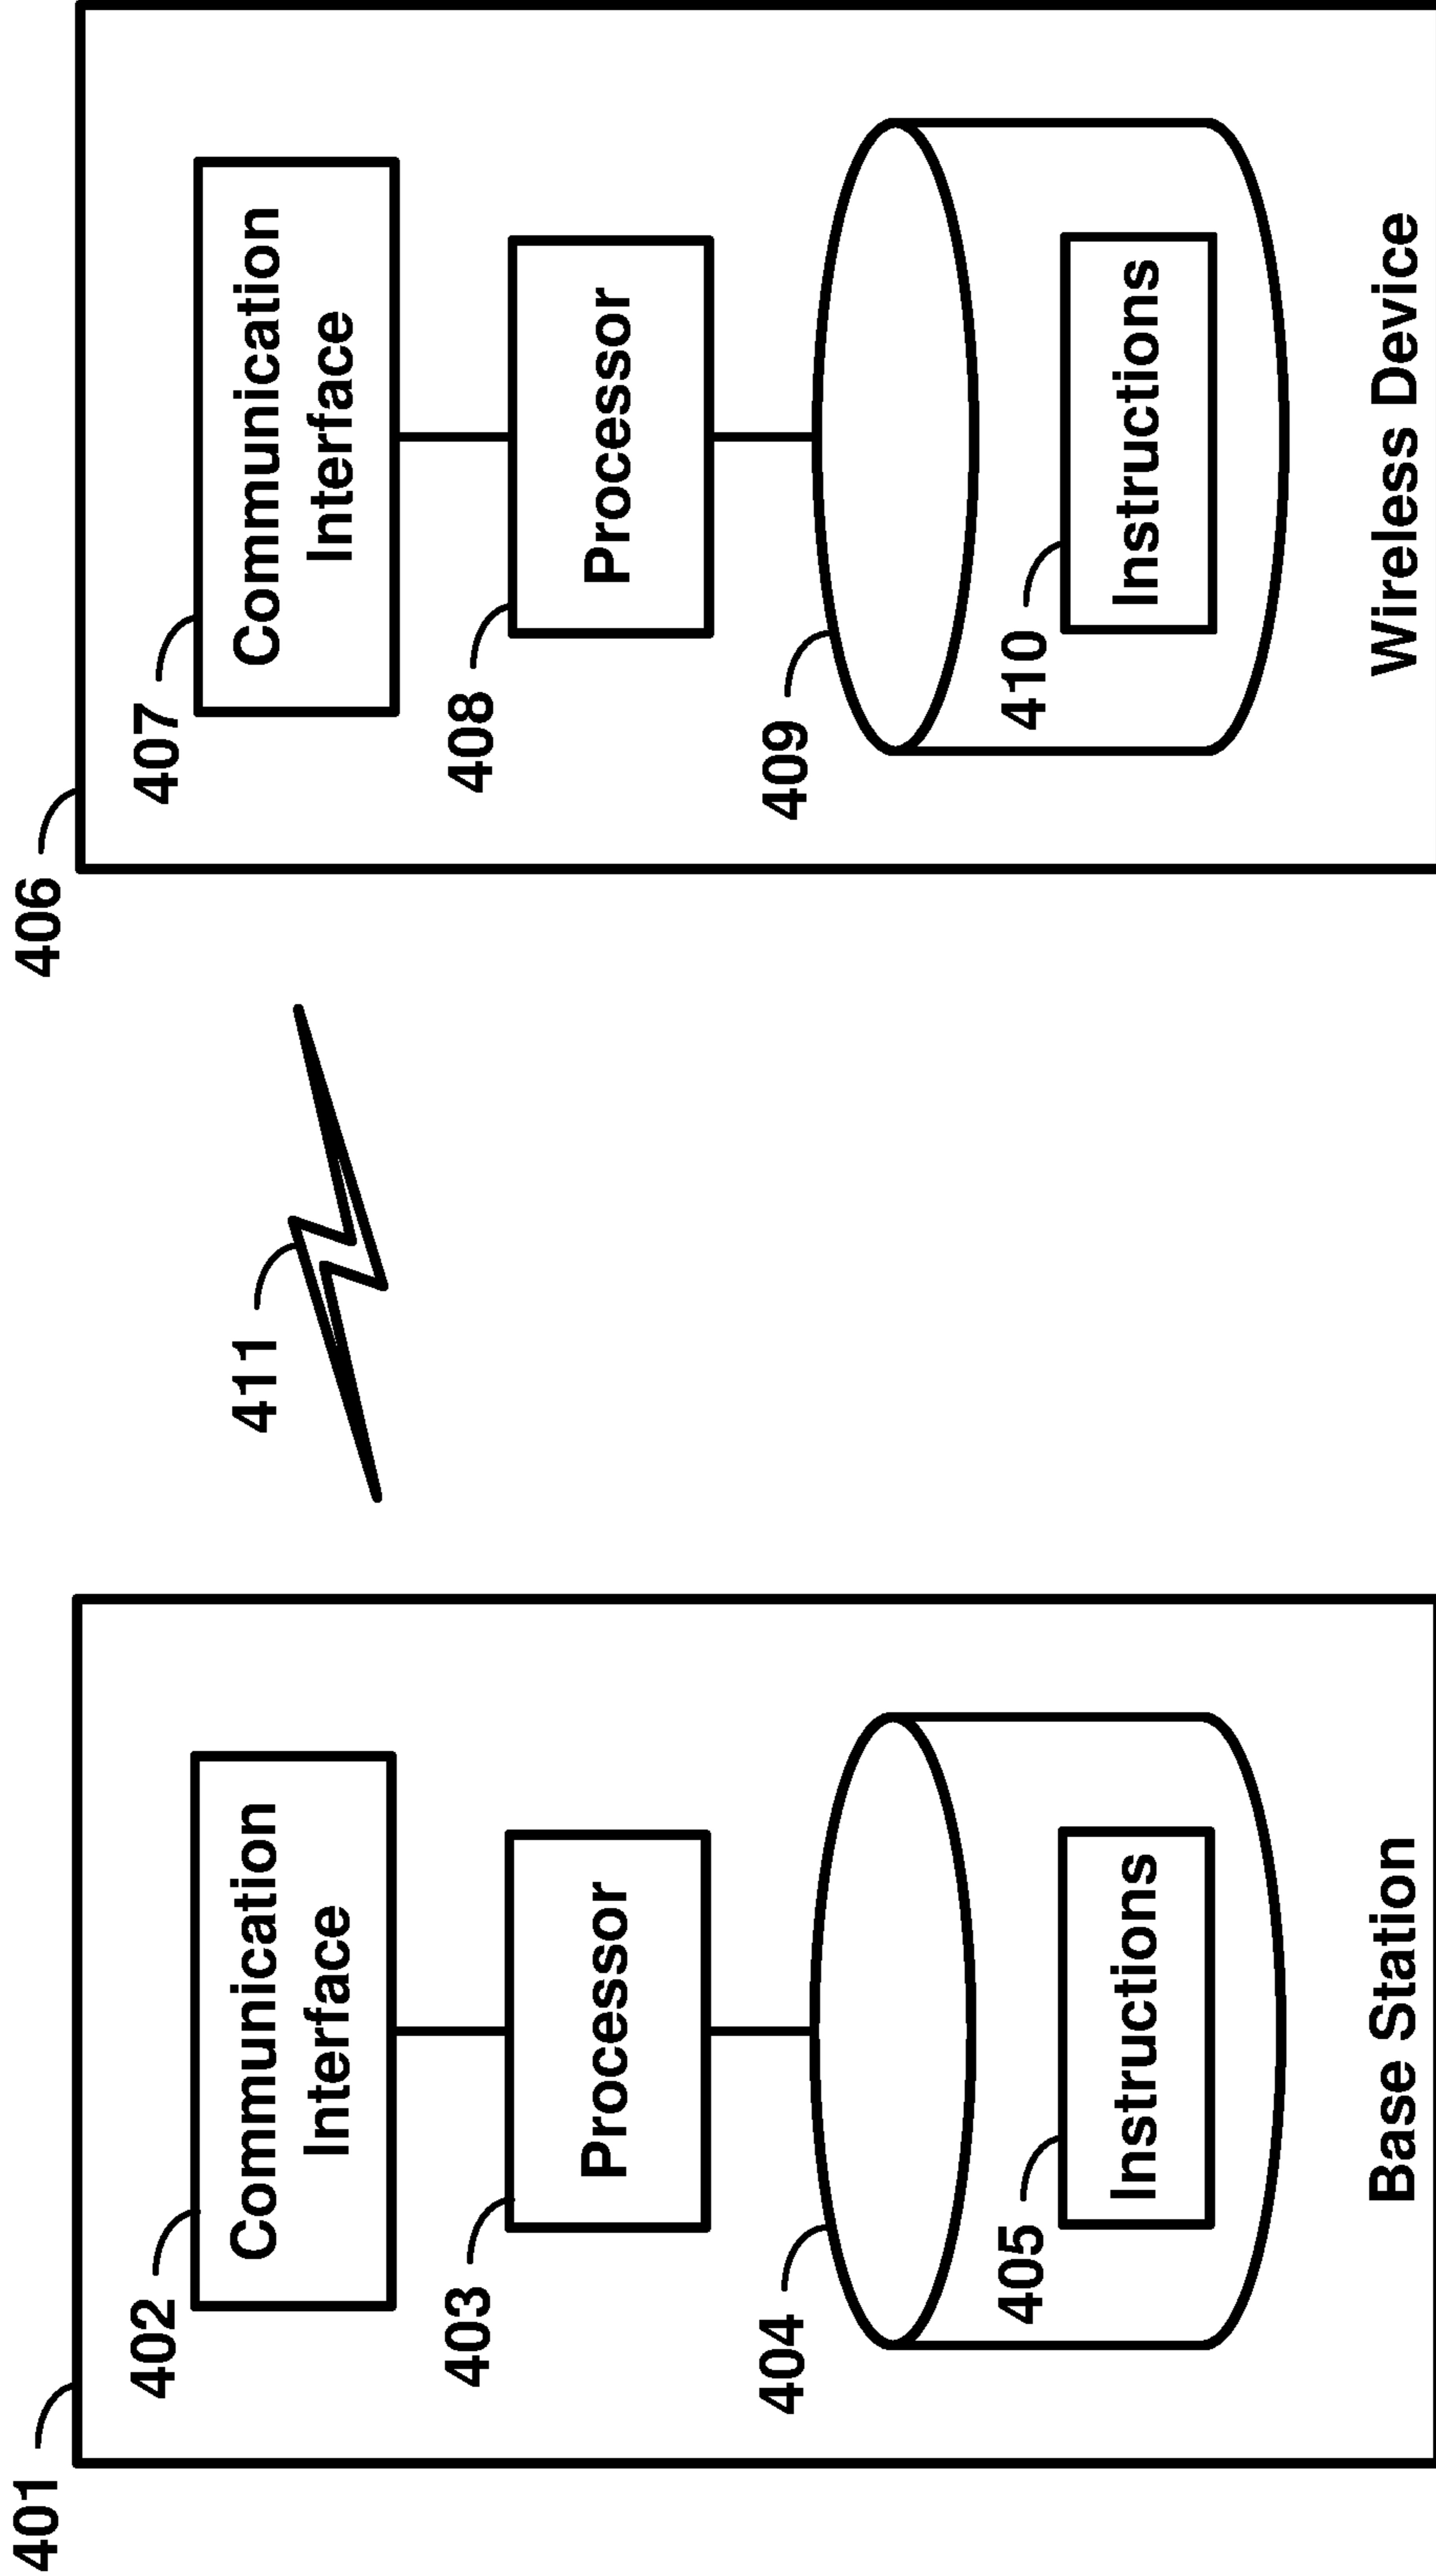 401
402
Communication
Interface
403
Processor
404
405
Instructions
Base Station
411
406
407
Communication
Interface
408
Processor
409
410
Instructions
Wireless Device